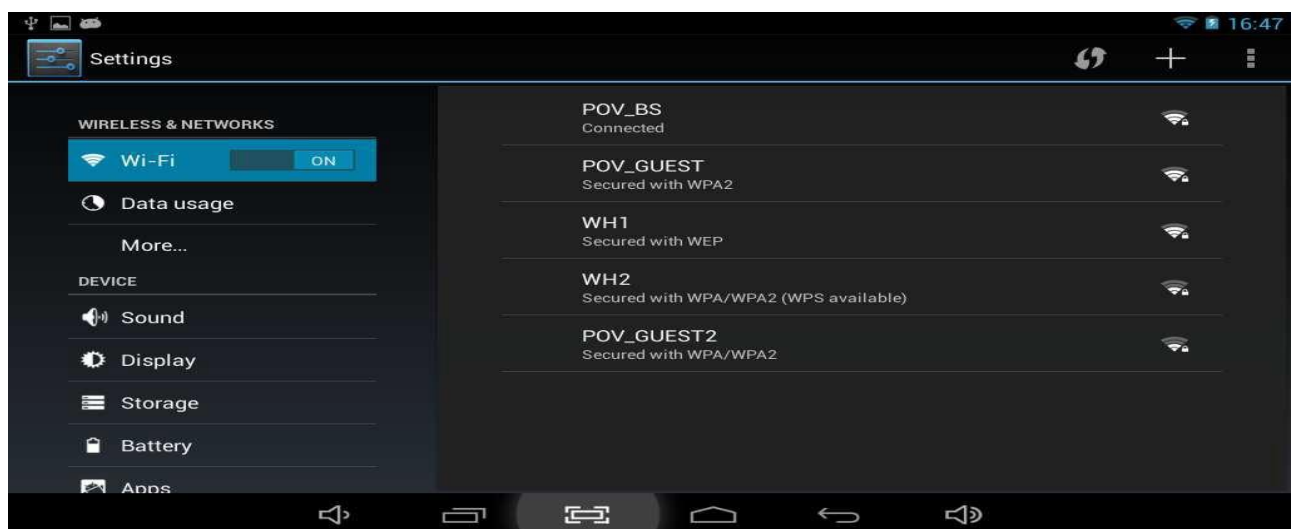 16:47
Settings
WIRELESS & NETWORKS
Wi-Fi ON
Data usage
More...
DEVICE
Sound
Display
Storage
Battery
Apps
POV_BS
Connected
POV_GUEST
Secured with WPA2
WH1
Secured with WEP
WH2
Secured with WPA/WPA2 (WPS available)
POV_GUEST2
Secured with WPA/WPA2